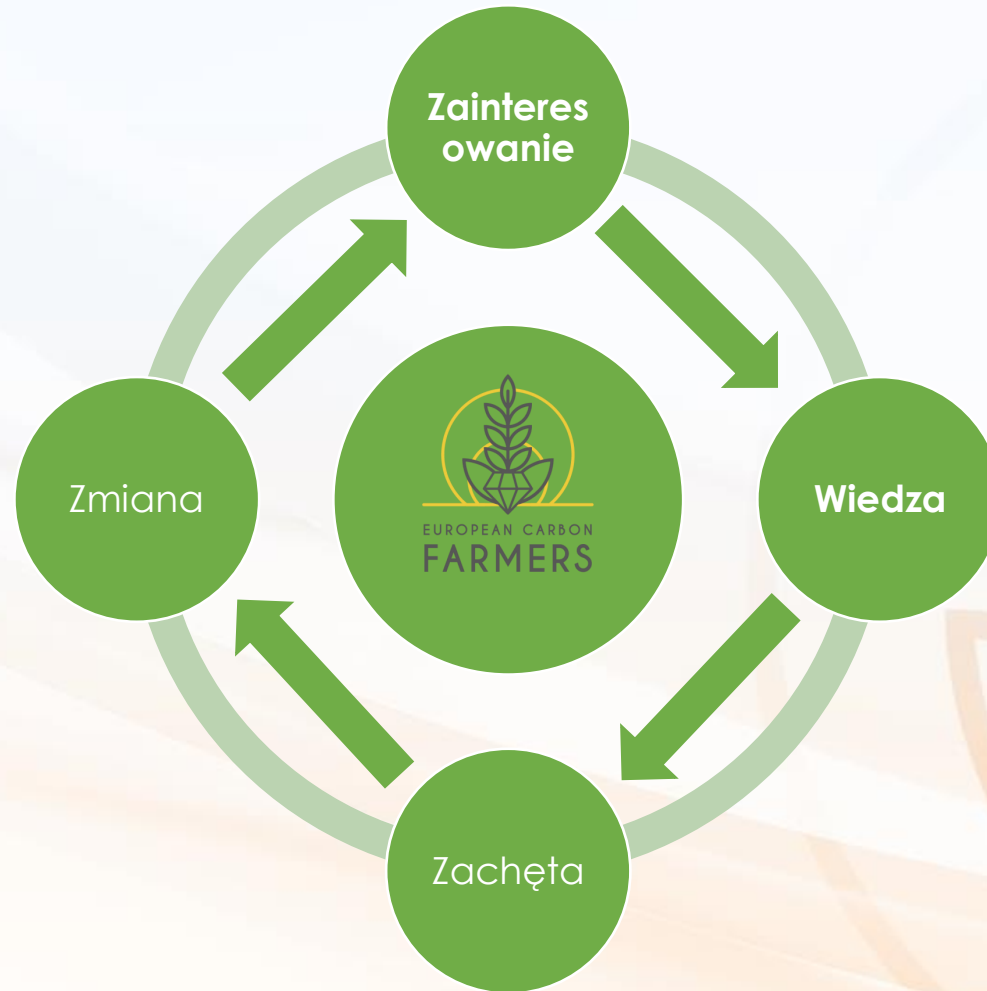 Zainteres
owanie
Zmiana
EUROPEAN CARBON
FARMERS
Wiedza
Zachęta